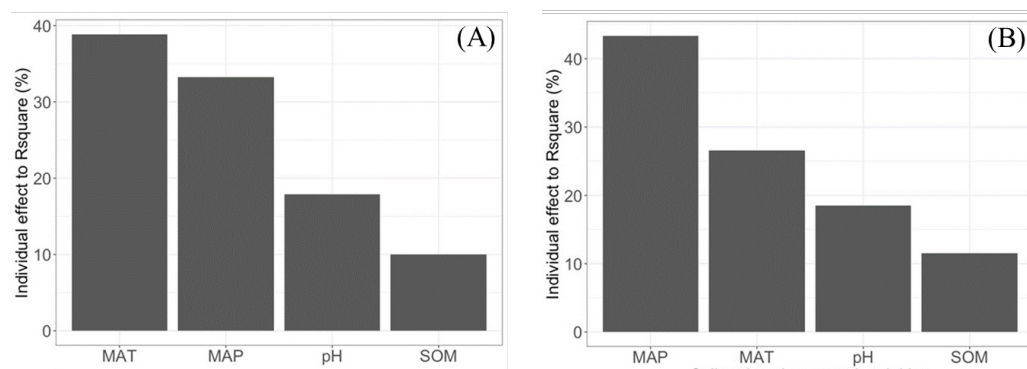 (A)
Individual effect to Rsquare (%)
40
30
20
10
0
MAT MAP pH SOM
(B)
Individual effect to Rsquare (%)
40
30
20
10
0
MAP MAT pH SOM